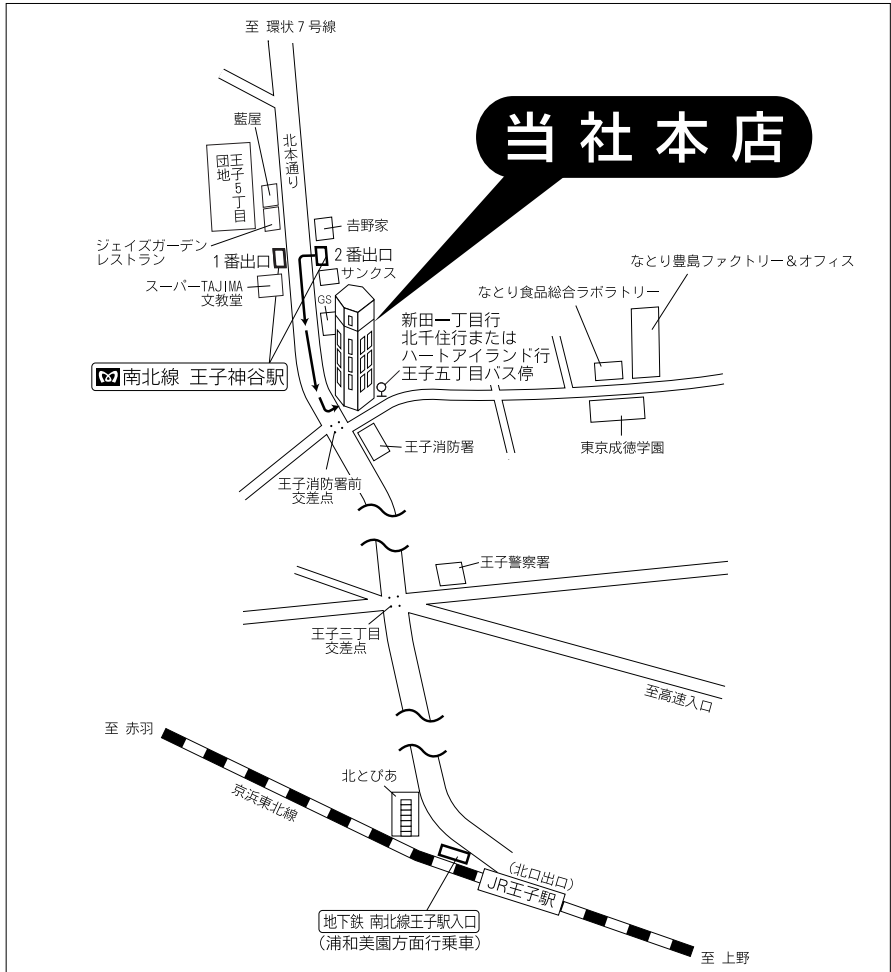 至 環状7号線
藍屋
北本通り
王子5丁目
団地
当社本店
吉野家
ジェイズガーデン
レストラン
1番出口
2番出口
サンクス
スーパーTAJIMA
文教堂
GS
なとり豊島ファクトリー＆オフィス
なとり食品総合ラボラトリー
新田一丁目行
北千住行または
ハートアイランド行
王子五丁目バス停
南北線 王子神谷駅
王子消防署
東京成徳学園
王子消防署前
交差点
王子警察署
王子三丁目
交差点
至高速入口
至 赤羽
京浜東北線
北とぴあ
(北口出口)
JR王子駅
地下鉄 南北線王子駅入口
(浦和美園方面行乗車)
至 上野